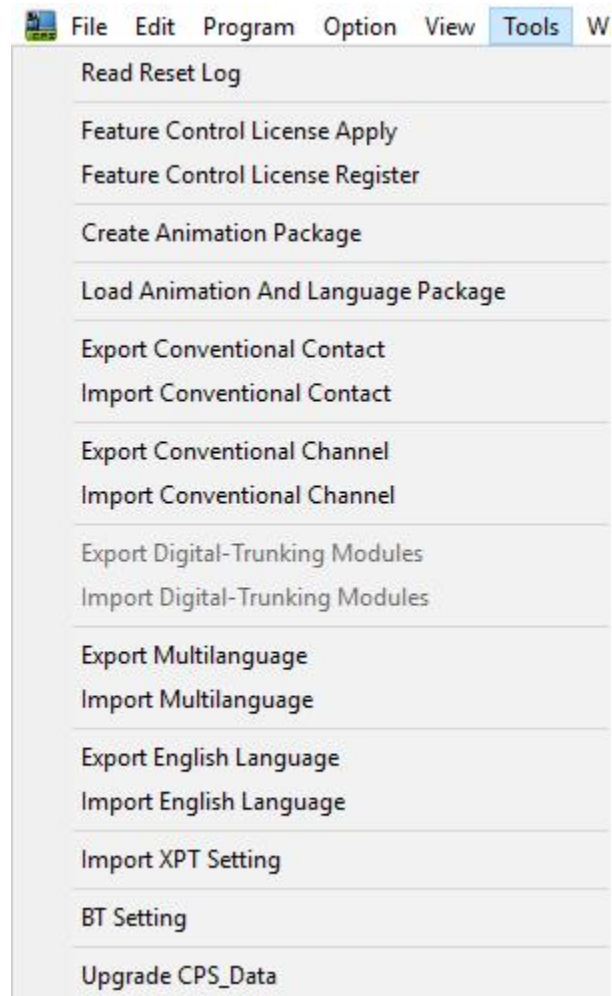 File Edit Program Option View Tools W
Read Reset Log
Feature Control License Apply
Feature Control License Register
Create Animation Package
Load Animation And Language Package
Export Conventional Contact
Import Conventional Contact
Export Conventional Channel
Import Conventional Channel
Export Digital-Trunking Modules
Import Digital-Trunking Modules
Export Multilanguage
Import Multilanguage
Export English Language
Import English Language
Import XPT Setting
BT Setting
Upgrade CPS_Data